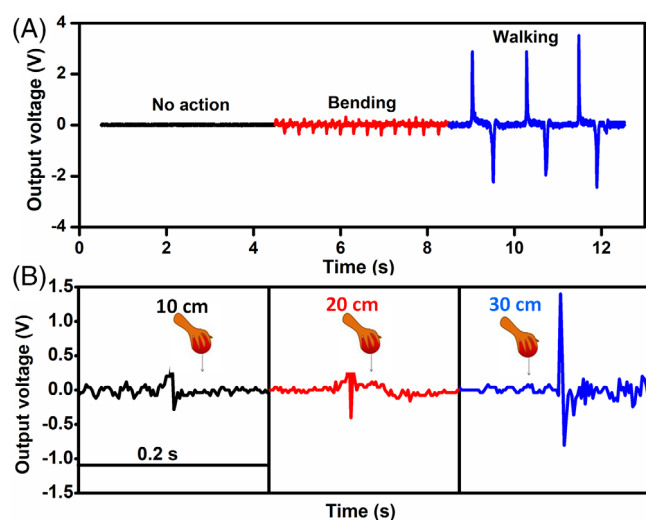 (A)
4
2
0
-2
-4
Output voltage (V)
No action
Bending
Walking
0 2 4 6 8 10 12
Time (s)
(B)
1.5
1.0
0.5
0.0
-0.5
-1.0
-1.5
Output voltage (V)
10 cm
20 cm
30 cm
0.2 s
Time (s)